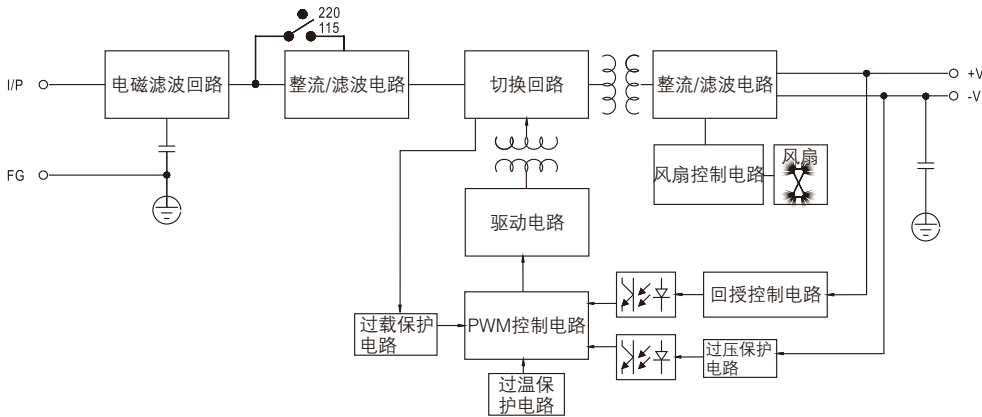 220
115
I/P
电磁滤波回路
整流/滤波电路
切换回路
整流/滤波电路
+V
-V
FG
风扇控制电路
风扇
驱动电路
回授控制电路
过载保护
电路
PWM控制电路
过压保护
电路
过温保
护电路